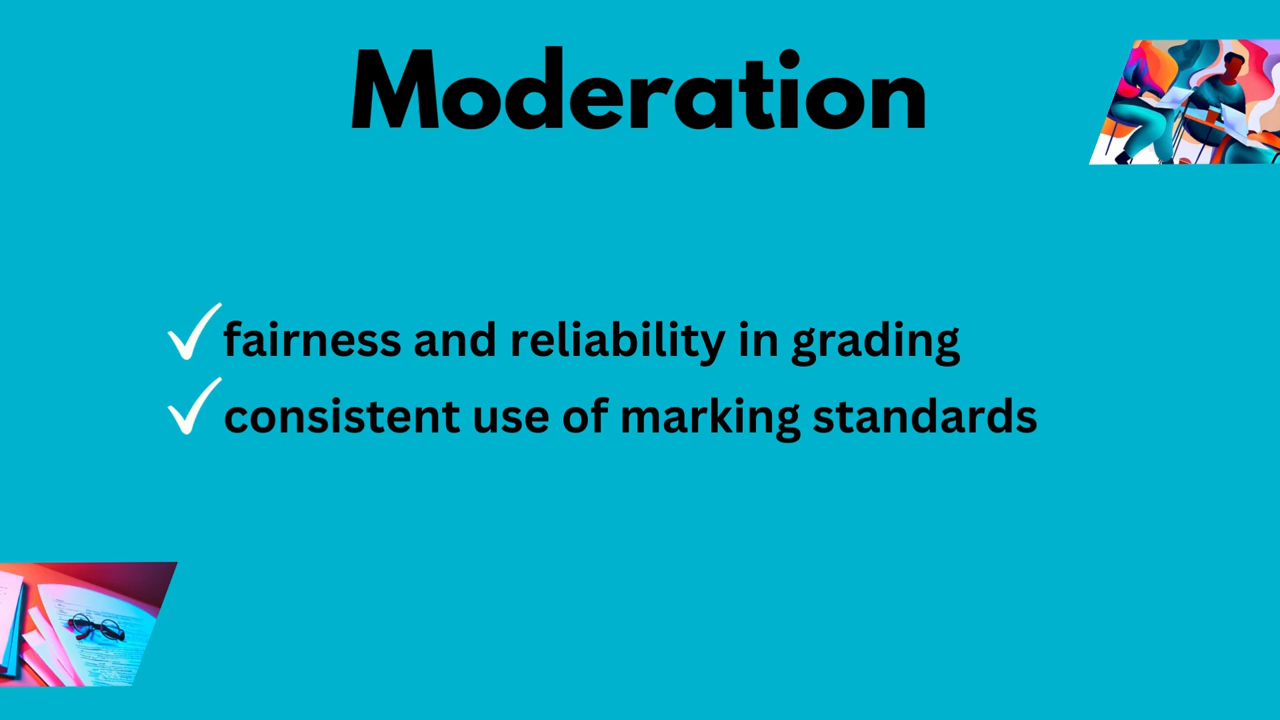 Moderation
fairness and reliability in grading
consistent use of marking standards